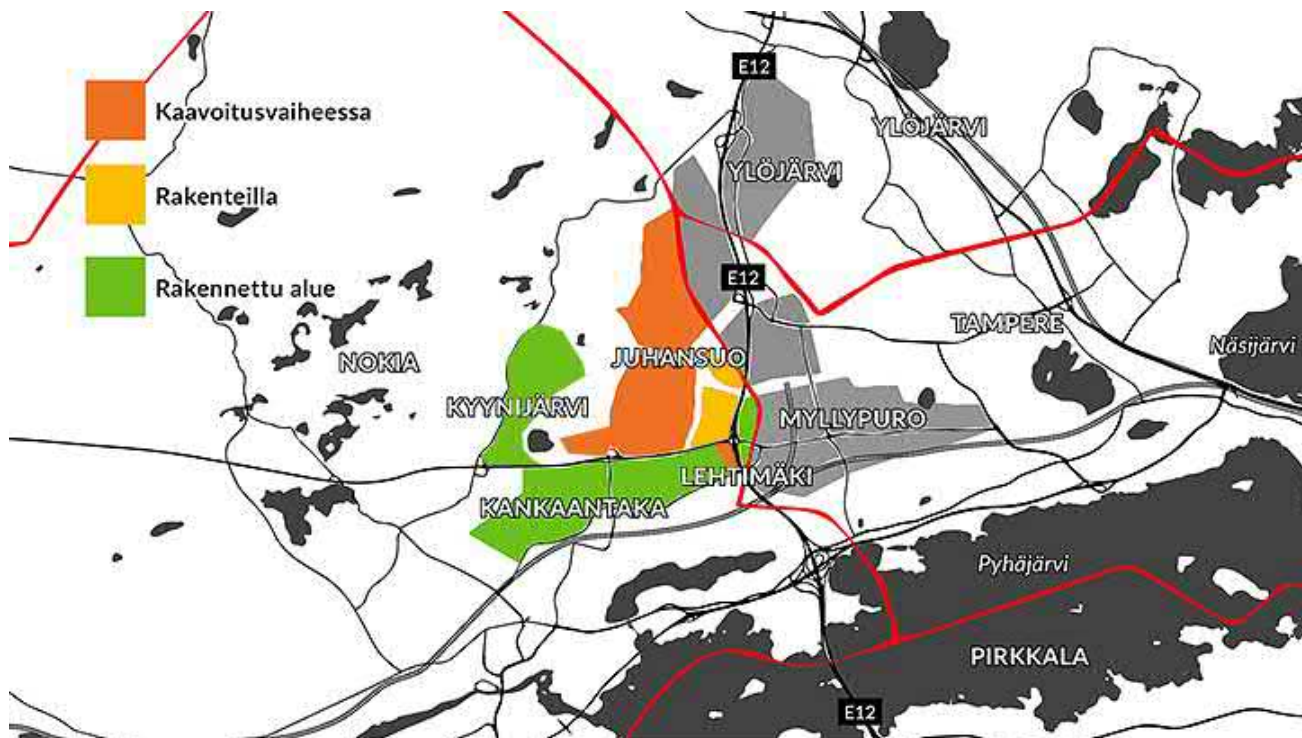 E12
Kaavoitusvaiheessa
YLÖJÄRVI
YLÖJÄRVI
Rakenteilla
E12
Rakennettu alue
TAMPERE
Näsijärvi
JUHANSUO
NOKIA
KYYNIJÄRVI
MYLLYPURO
LEHTIMÄKI
KANKAANTAKA
Pyhäjärvi
PIRKKALA
E12